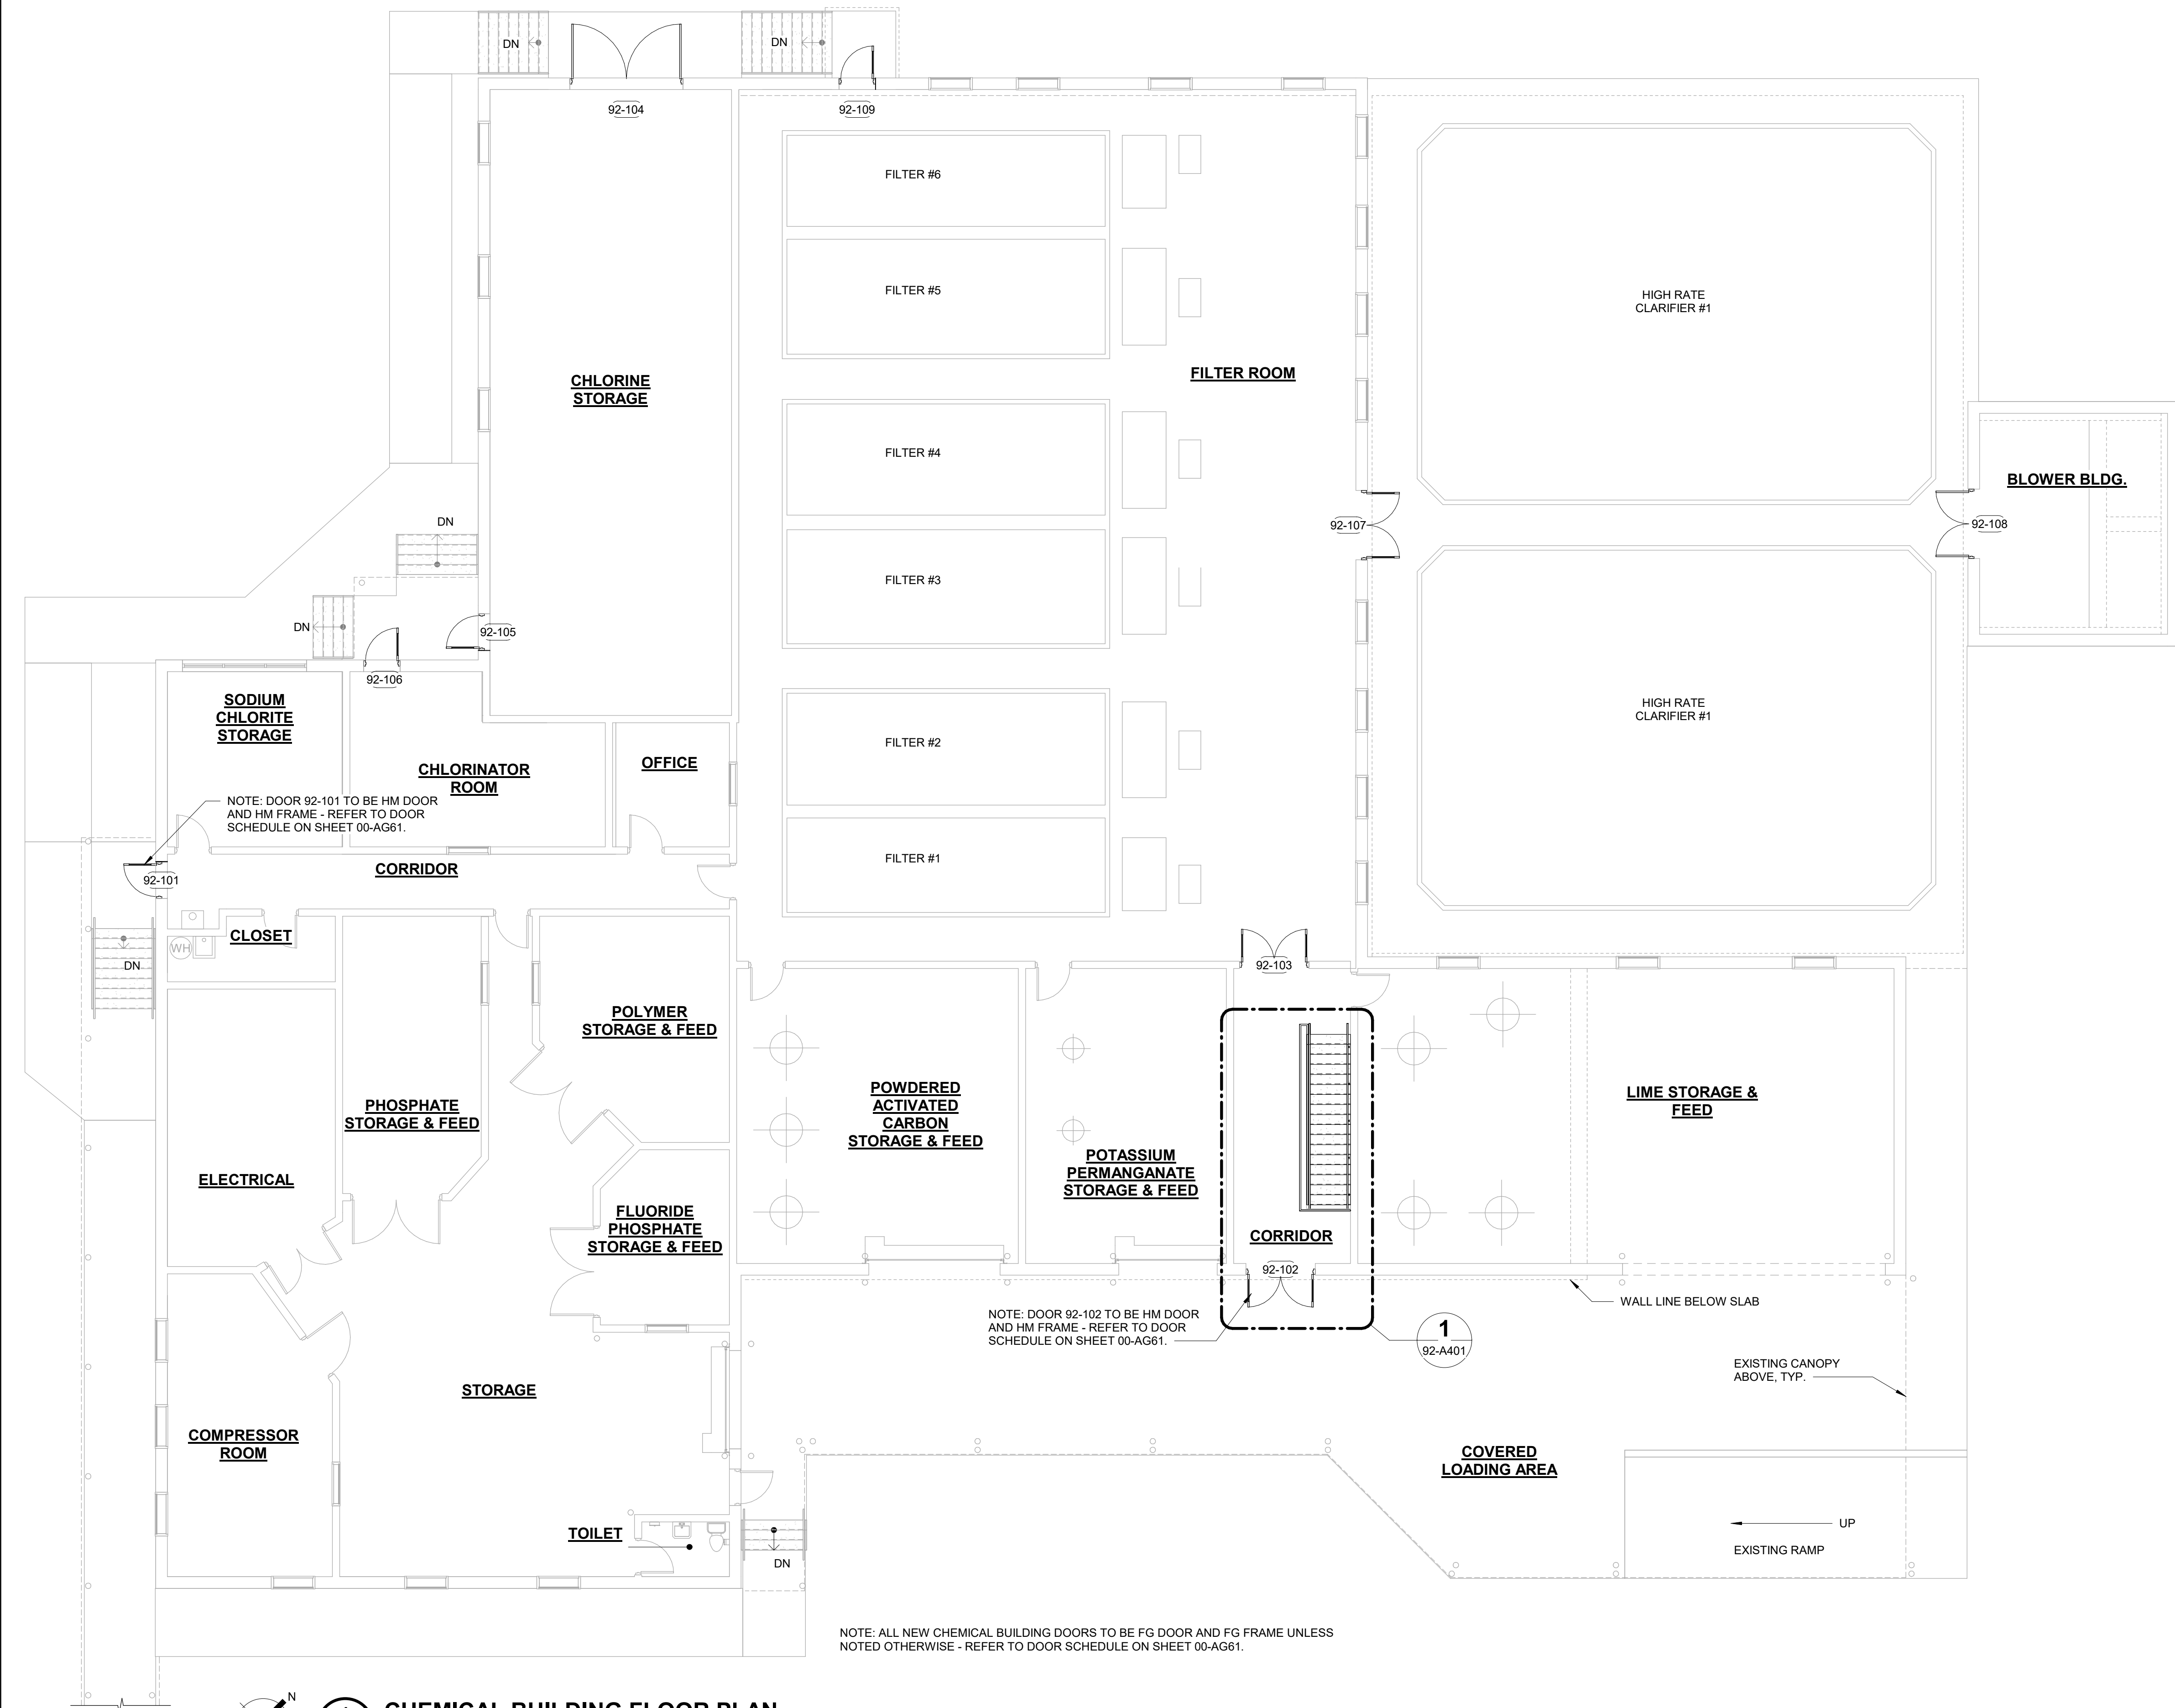 DN
DN
92-104
92-109
FILTER #6
FILTER #5
HIGH RATE
CLARIFIER #1
CHLORINE
STORAGE
FILTER ROOM
FILTER #4
BLOWER BLDG.
DN
92-107
92-108
FILTER #3
DN
92-105
92-106
SODIUM
CHLORITE
STORAGE
HIGH RATE
CLARIFIER #1
CHLORINATOR
ROOM
OFFICE
FILTER #2
NOTE: DOOR 92-101 TO BE HM DOOR
AND HM FRAME - REFER TO DOOR
SCHEDULE ON SHEET 00-AG61.
FILTER #1
CORRIDOR
92-101
CLOSET
WH
DN
92-103
POLYMER
STORAGE & FEED
PHOSPHATE
STORAGE & FEED
POWDERED
ACTIVATED
CARBON
STORAGE & FEED
LIME STORAGE &
FEED
POTASSIUM
PERMANGANATE
STORAGE & FEED
ELECTRICAL
FLUORIDE
PHOSPHATE
STORAGE & FEED
CORRIDOR
92-102
WALL LINE BELOW SLAB
NOTE: DOOR 92-102 TO BE HM DOOR
AND HM FRAME - REFER TO DOOR
SCHEDULE ON SHEET 00-AG61.
1
92-A401
EXISTING CANOPY
ABOVE, TYP.
STORAGE
COMPRESSOR
ROOM
COVERED
LOADING AREA
UP
TOILET
DN
EXISTING RAMP
NOTE: ALL NEW CHEMICAL BUILDING DOORS TO BE FG DOOR AND FG FRAME UNLESS
NOTED OTHERWISE - REFER TO DOOR SCHEDULE ON SHEET 00-AG61.
N
CHEMICAL BUILDING FLOOR PLAN